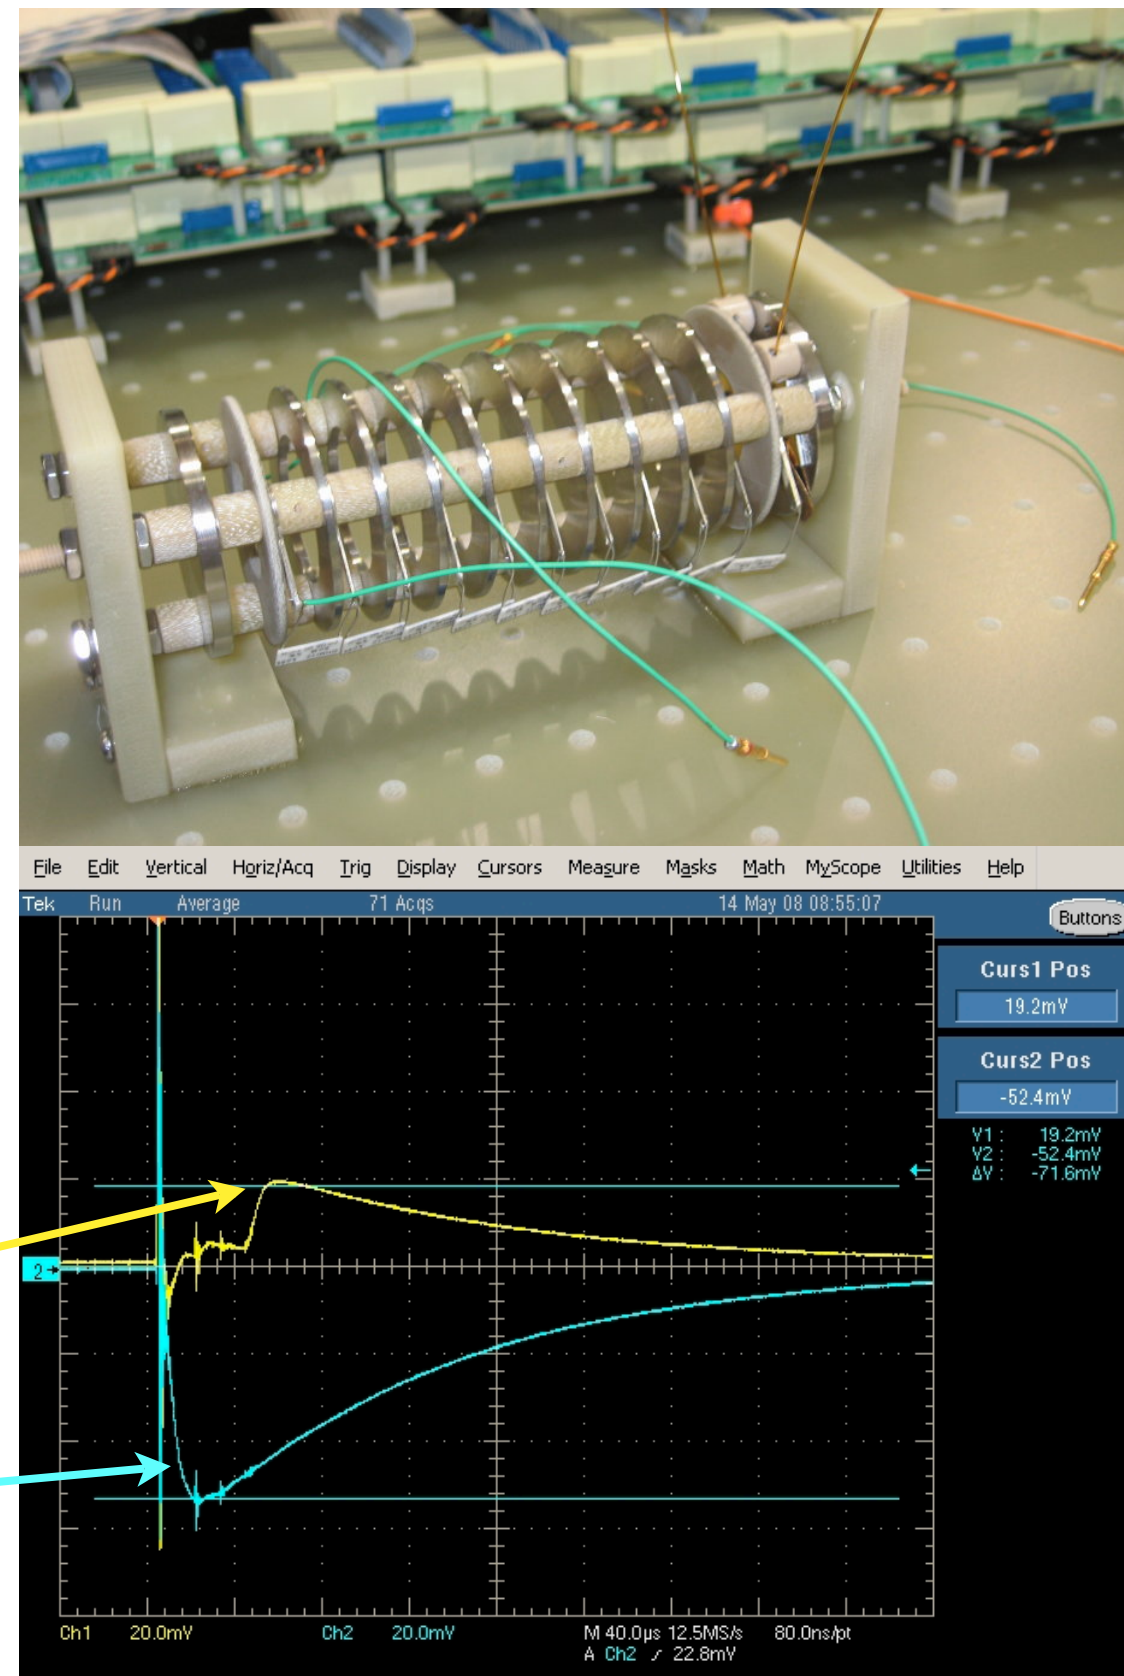 File Edit Vertical Horiz/Acq Trig Display Cursors Measure Masks Math MyScope Utilities Help
Tek Run Average 71 Acqs 14 May 08 08:55:07
Buttons
Curs1 Pos
19.2mV
Curs2 Pos
-52.4mV
V1 : 19.2mV
V2 : -52.4mV
ΔV : -71.6mV
2
Ch1 20.0mV Ch2 20.0mV M 40.0µs 12.5MS/s 80.0ns/pt
A Ch2 ∕ 22.8mV